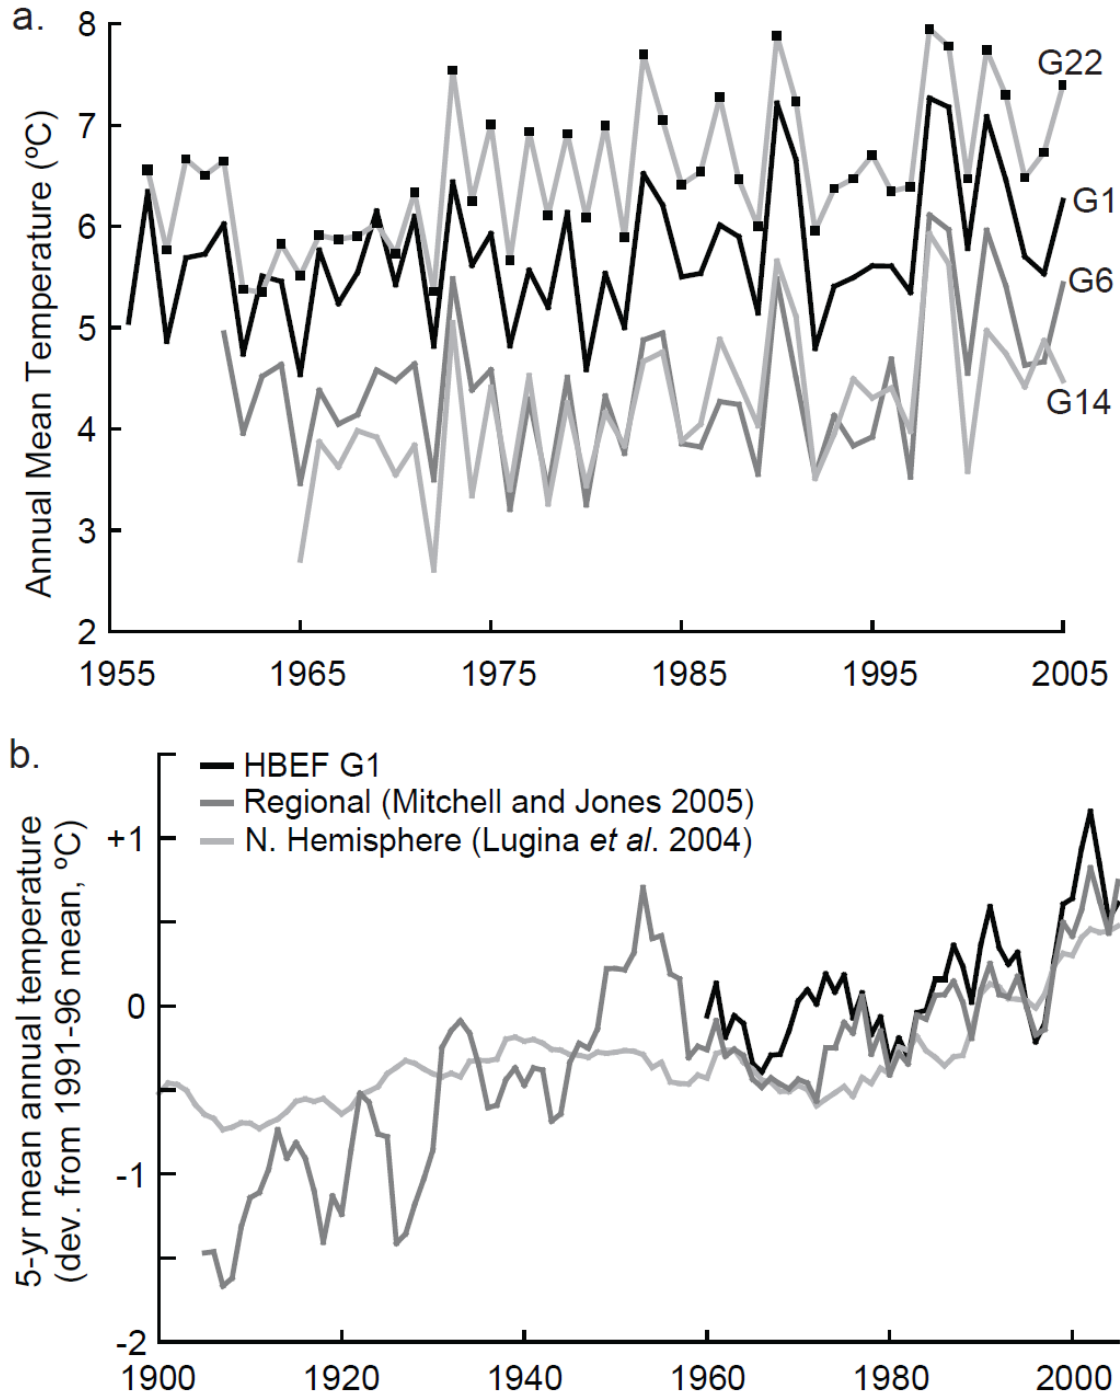 a.
Annual Mean Temperature (ºC)
8
7
6
5
4
3
2
G22
G1
G6
G14
1955 1965 1975 1985 1995 2005
b.
HBEF G1
Regional (Mitchell and Jones 2005)
N. Hemisphere (Lugina et al. 2004)
5-yr mean annual temperature
(dev. from 1991-96 mean, ºC)
+1
0
-1
-2
1900 1920 1940 1960 1980 2000